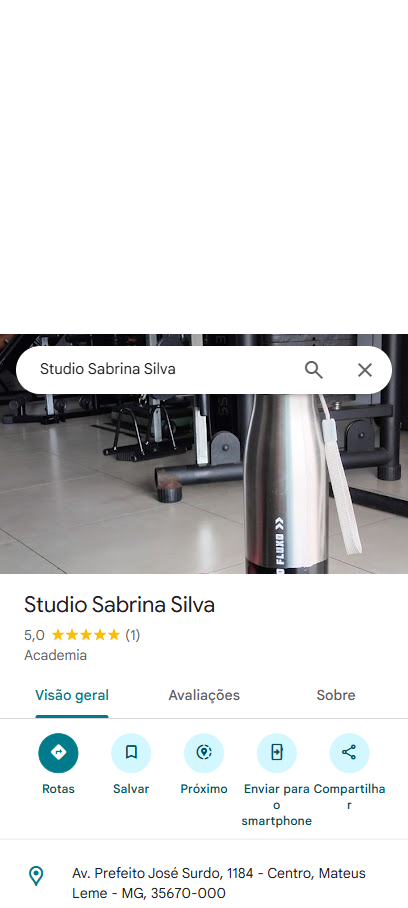 Studio Sabrina Silva
FLUXO
Studio Sabrina Silva
5,0 (1)
Academia
Visão geral Avaliações Sobre
Rotas Salvar Próximo Enviar para o smartphone Compartilhar
Av. Prefeito José Surdo, 1184 - Centro, Mateus
Leme - MG, 35670-000